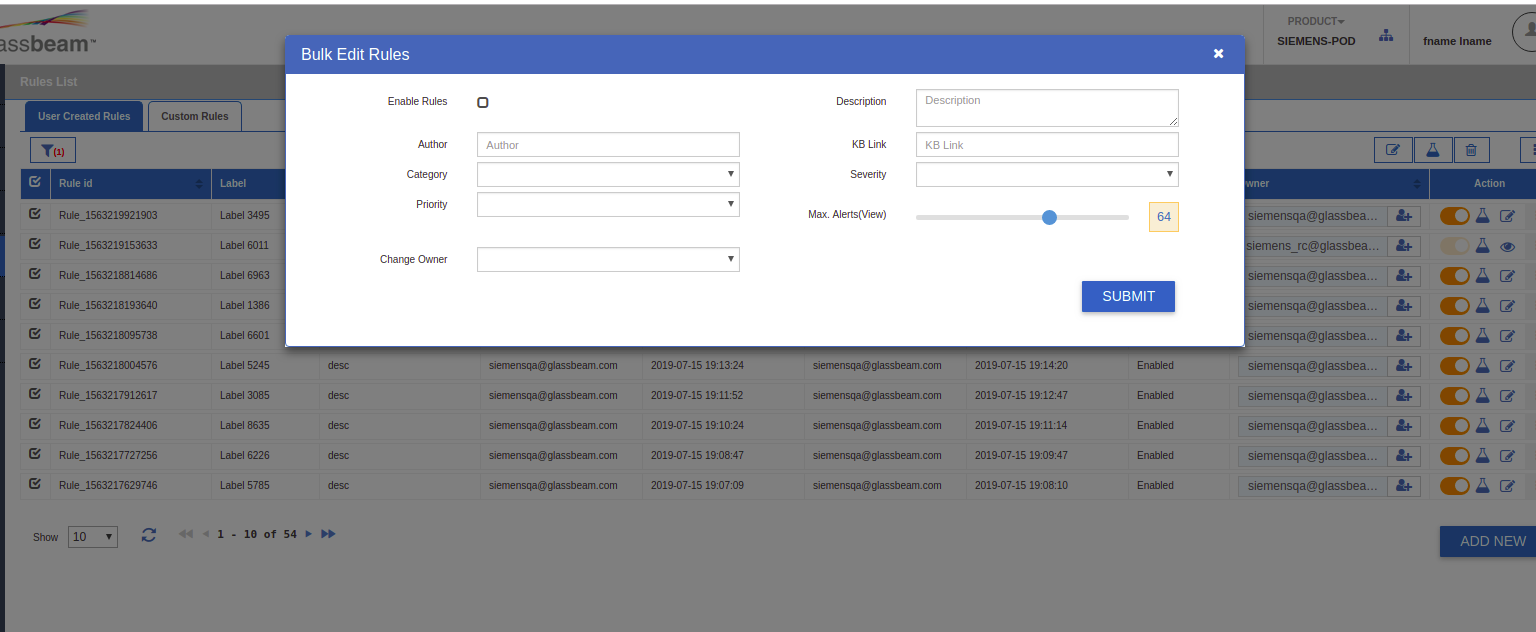 PRODUCT
SIEMENS-POD
fname lname
assbeam™
Bulk Edit Rules
Rules List
User Created Rules
Custom Rules
(1)
Enable Rules
Description
Description
Author
Author
KB Link
KB Link
Category
Severity
Priority
Max. Alerts(View)
64
Change Owner
SUBMIT
Rule id Label wner Action
Rule_1563219921903 Label 3495 siemensqa@glassbea...
Rule_1563219153633 Label 6011 siemens_rc@glassbea...
Rule_1563218814686 Label 6963 siemensqa@glassbea...
Rule_1563218193640 Label 1386 siemensqa@glassbea...
Rule_1563218095738 Label 6601 siemensqa@glassbea...
Rule_1563218004576 Label 5245 desc siemensqa@glassbeam.com 2019-07-15 19:13:24 siemensqa@glassbeam.com 2019-07-15 19:14:20 Enabled siemensqa@glassbea...
Rule_1563217912617 Label 3085 desc siemensqa@glassbeam.com 2019-07-15 19:11:52 siemensqa@glassbeam.com 2019-07-15 19:12:47 Enabled siemensqa@glassbea...
Rule_1563217824406 Label 8635 desc siemensqa@glassbeam.com 2019-07-15 19:10:24 siemensqa@glassbeam.com 2019-07-15 19:11:14 Enabled siemensqa@glassbea...
Rule_1563217727256 Label 6226 desc siemensqa@glassbeam.com 2019-07-15 19:08:47 siemensqa@glassbeam.com 2019-07-15 19:09:47 Enabled siemensqa@glassbea...
Rule_1563217629746 Label 5785 desc siemensqa@glassbeam.com 2019-07-15 19:07:09 siemensqa@glassbeam.com 2019-07-15 19:08:10 Enabled siemensqa@glassbea...
Show 10 1 - 10 of 54
ADD NEW